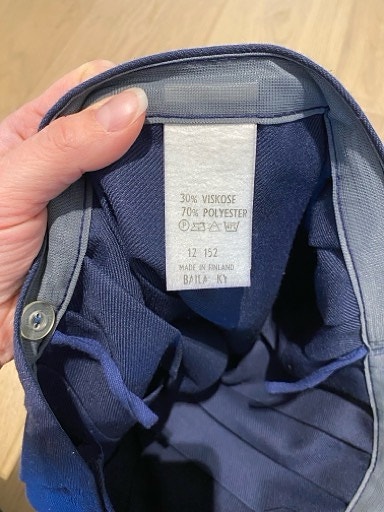 30% VISKOSE
70% POLYESTER
12 152
MADE IN FINLAND
BAILA KY